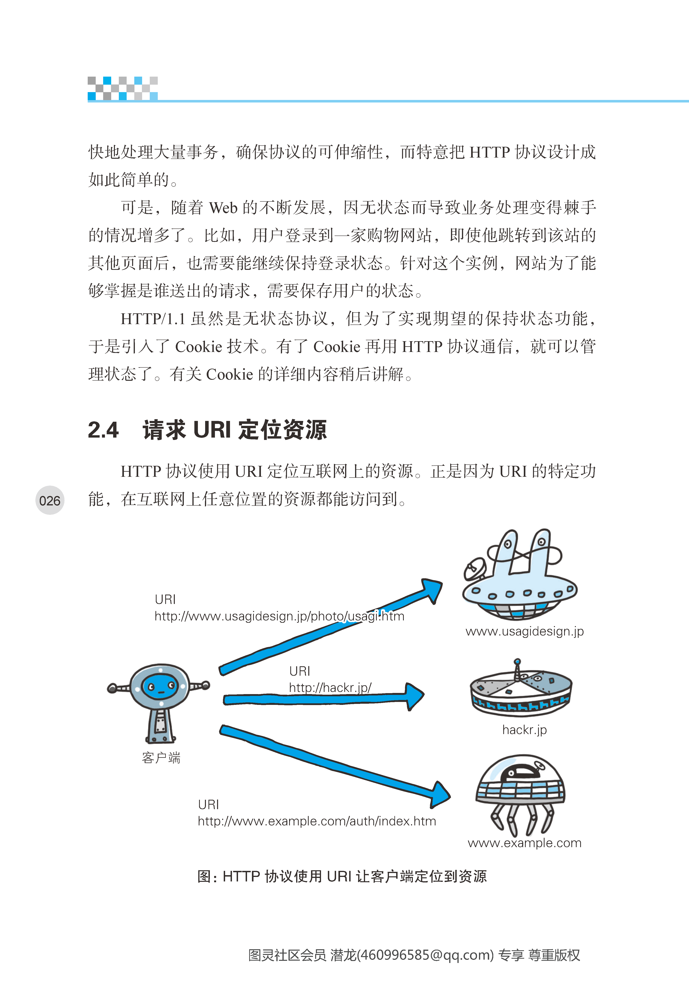 快地处理大量事务，确保协议的可伸缩性，而特意把 HTTP 协议设计成
如此简单的。
可是，随着 Web 的不断发展，因无状态而导致业务处理变得棘手
的情况增多了。比如，用户登录到一家购物网站，即使他跳转到该站的
其他页面后，也需要能继续保持登录状态。针对这个实例，网站为了能
够掌握是谁送出的请求，需要保存用户的状态。
HTTP/1.1 虽然是无状态协议，但为了实现期望的保持状态功能，
于是引入了 Cookie 技术。有了 Cookie 再用 HTTP 协议通信，就可以管
理状态了。有关 Cookie 的详细内容稍后讲解。
2.4 请求 URI 定位资源
HTTP 协议使用 URI 定位互联网上的资源。正是因为 URI 的特定功
能，在互联网上任意位置的资源都能访问到。
026
URI
http://www.usagidesign.jp/photo/usagi.htm
www.usagidesign.jp
URI
http://hackr.jp/
hackr.jp
客户端
URI
http://www.example.com/auth/index.htm
www.example.com
图：HTTP 协议使用 URI 让客户端定位到资源
图灵社区会员 潜龙(460996585@qq.com) 专享 尊重版权